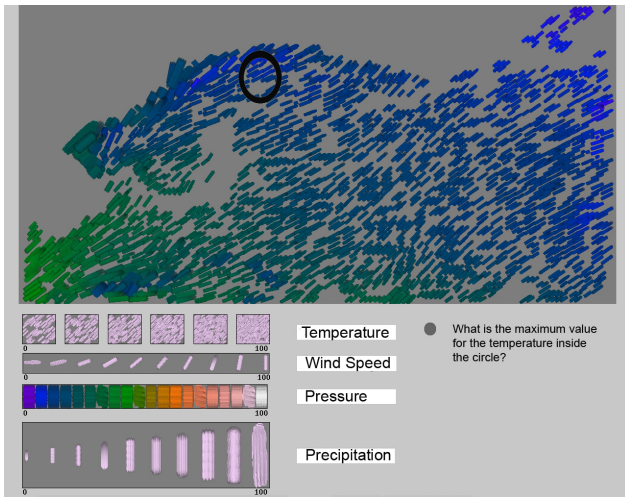 0
100
Temperature
0
100
Wind Speed
0
100
Pressure
0
100
Precipitation
What is the maximum value
for the temperature inside
the circle?